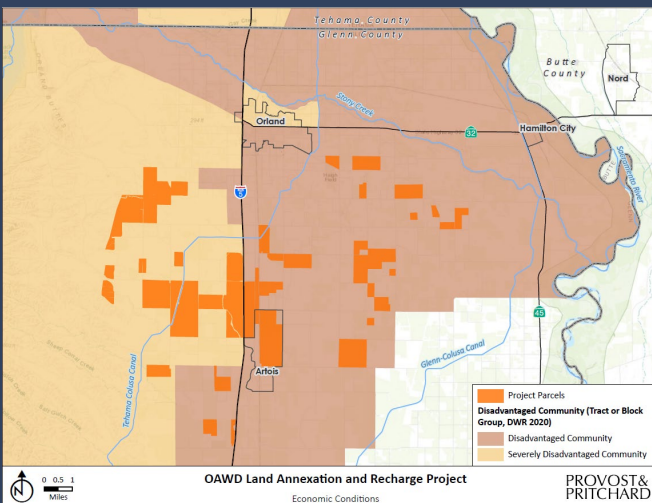 Tehama County
Glenn County
Butte
County
Nord
Stony Creek
Orland
32
Hamilton City
Sacramento River
5
45
Glenn-Colusa Canal
Artois
Tehama Colusa Canal
Project Parcels
Disadvantaged Community (Tract or Block
Group, DWR 2020)
Disadvantaged Community
Severely Disadvantaged Community
N
0 0.5 1
Miles
OAWD Land Annexation and Recharge Project
Economic Conditions
PROVOST&
PRITCHARD